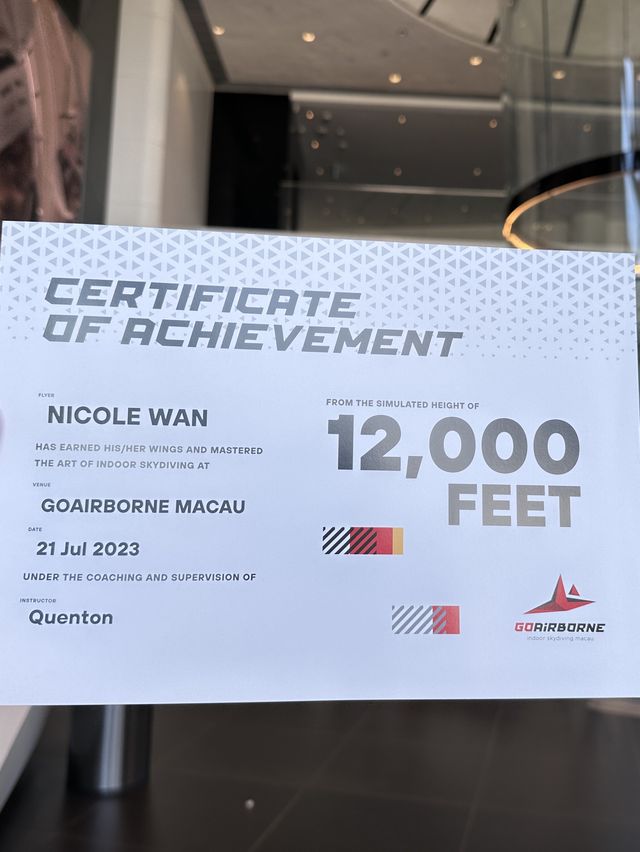 CERTIFICATE
OF ACHIEVEMENT
FLYER
NICOLE WAN
HAS EARNED HIS/HER WINGS AND MASTERED
THE ART OF INDOOR SKYDIVING AT
VENUE
GOAIRBORNE MACAU
DATE
21 Jul 2023
UNDER THE COACHING AND SUPERVISION OF
INSTRUCTOR
Quenton
FROM THE SIMULATED HEIGHT OF
12,000
FEET
GOAIRBORNE
indoor skydiving macau